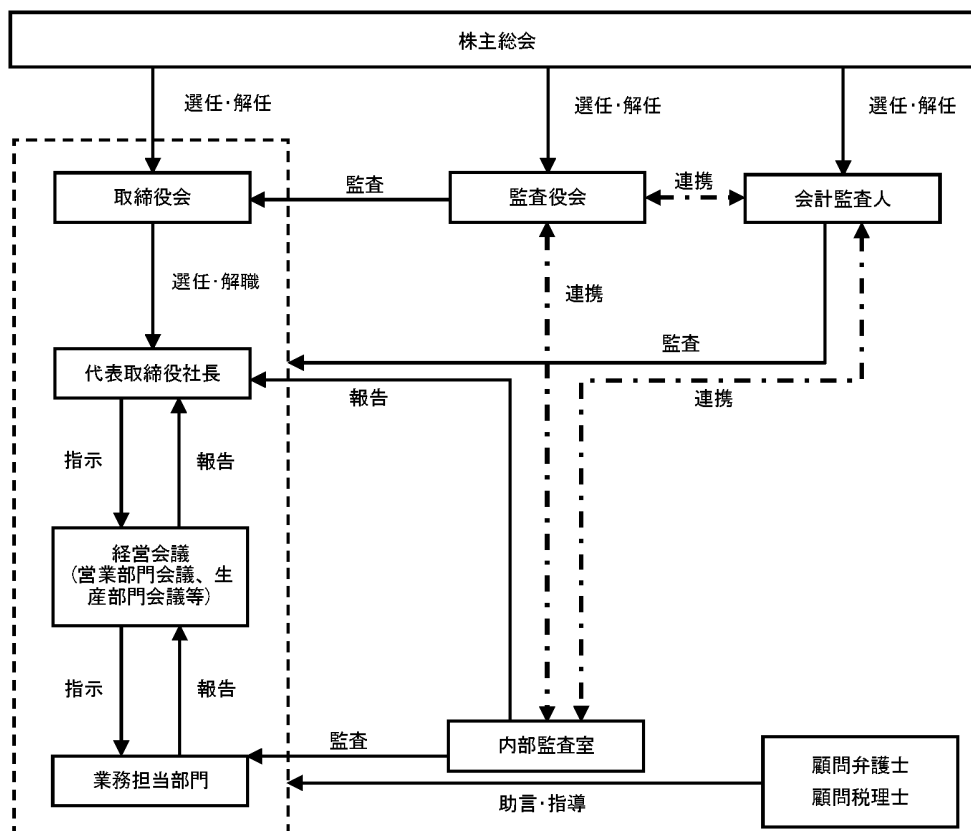 株主総会
選任・解任
選任・解任
選任・解任
取締役会
監査
監査役会
連携
会計監査人
選任・解職
連携
監査
代表取締役社長
報告
連携
指示
報告
経営会議
(営業部門会議、生
産部門会議等)
指示
報告
内部監査室
監査
業務担当部門
顧問弁護士
顧問税理士
助言・指導